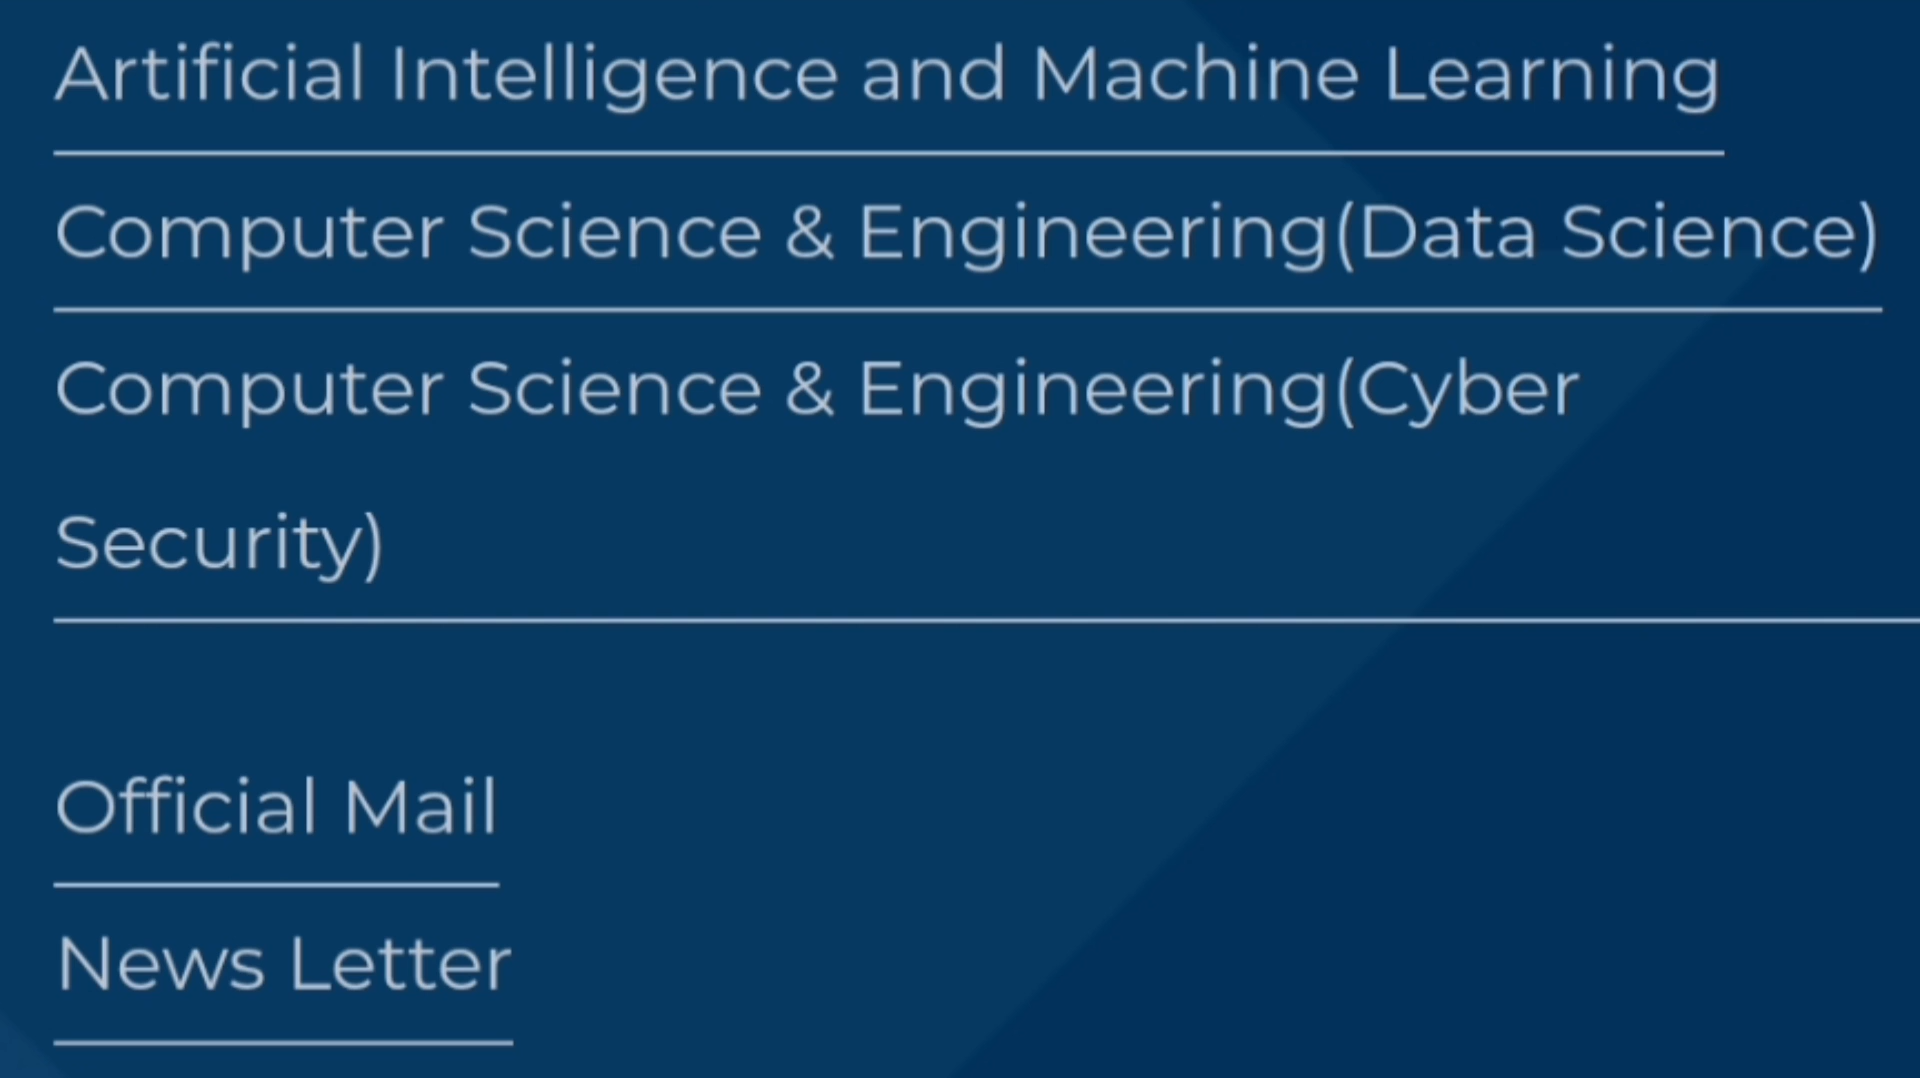 Artificial Intelligence and Machine Learning
Computer Science & Engineering(Data Science)
Computer Science & Engineering(Cyber
Security)
Official Mail
News Letter